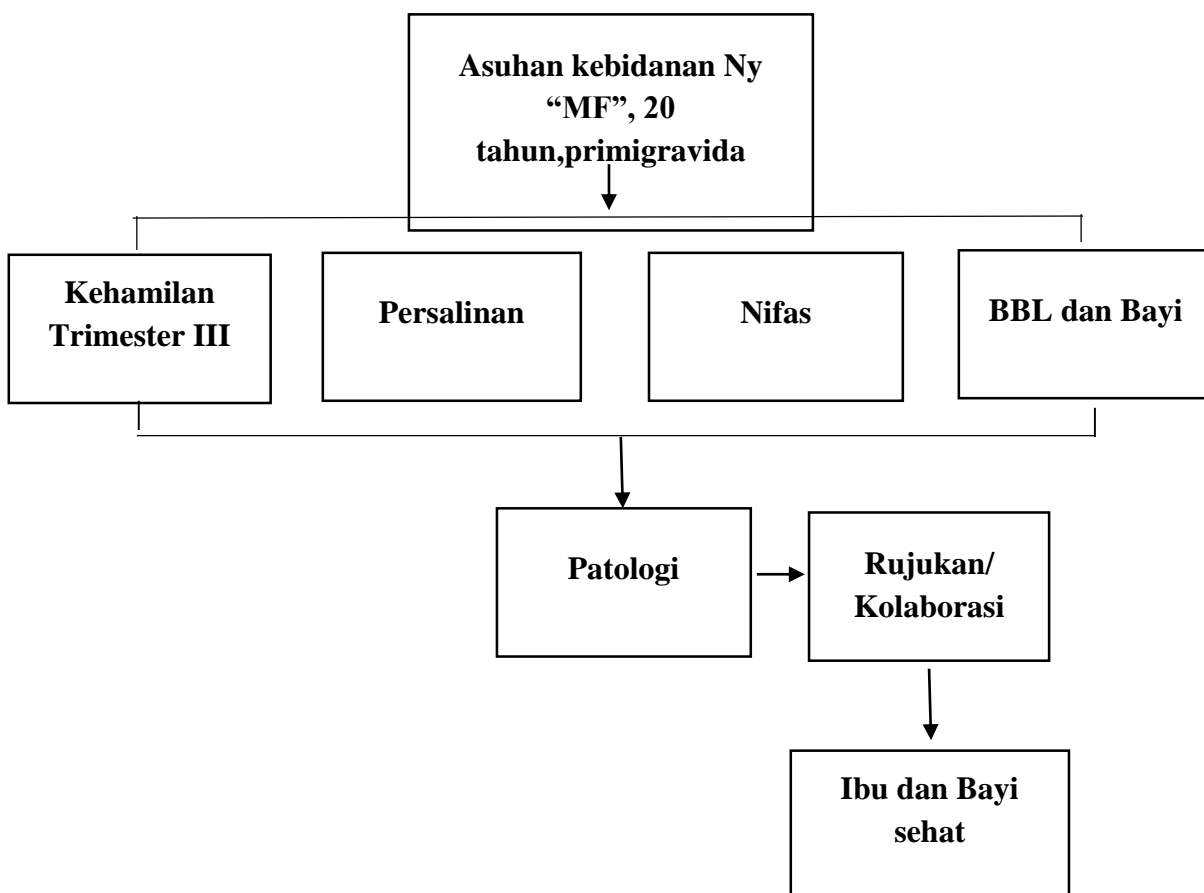 Asuhan kebidanan Ny
“MF”, 20
tahun,primigravida
Kehamilan
Trimester III
Persalinan
Nifas
BBL dan Bayi
Patologi
Rujukan/
Kolaborasi
Ibu dan Bayi
sehat